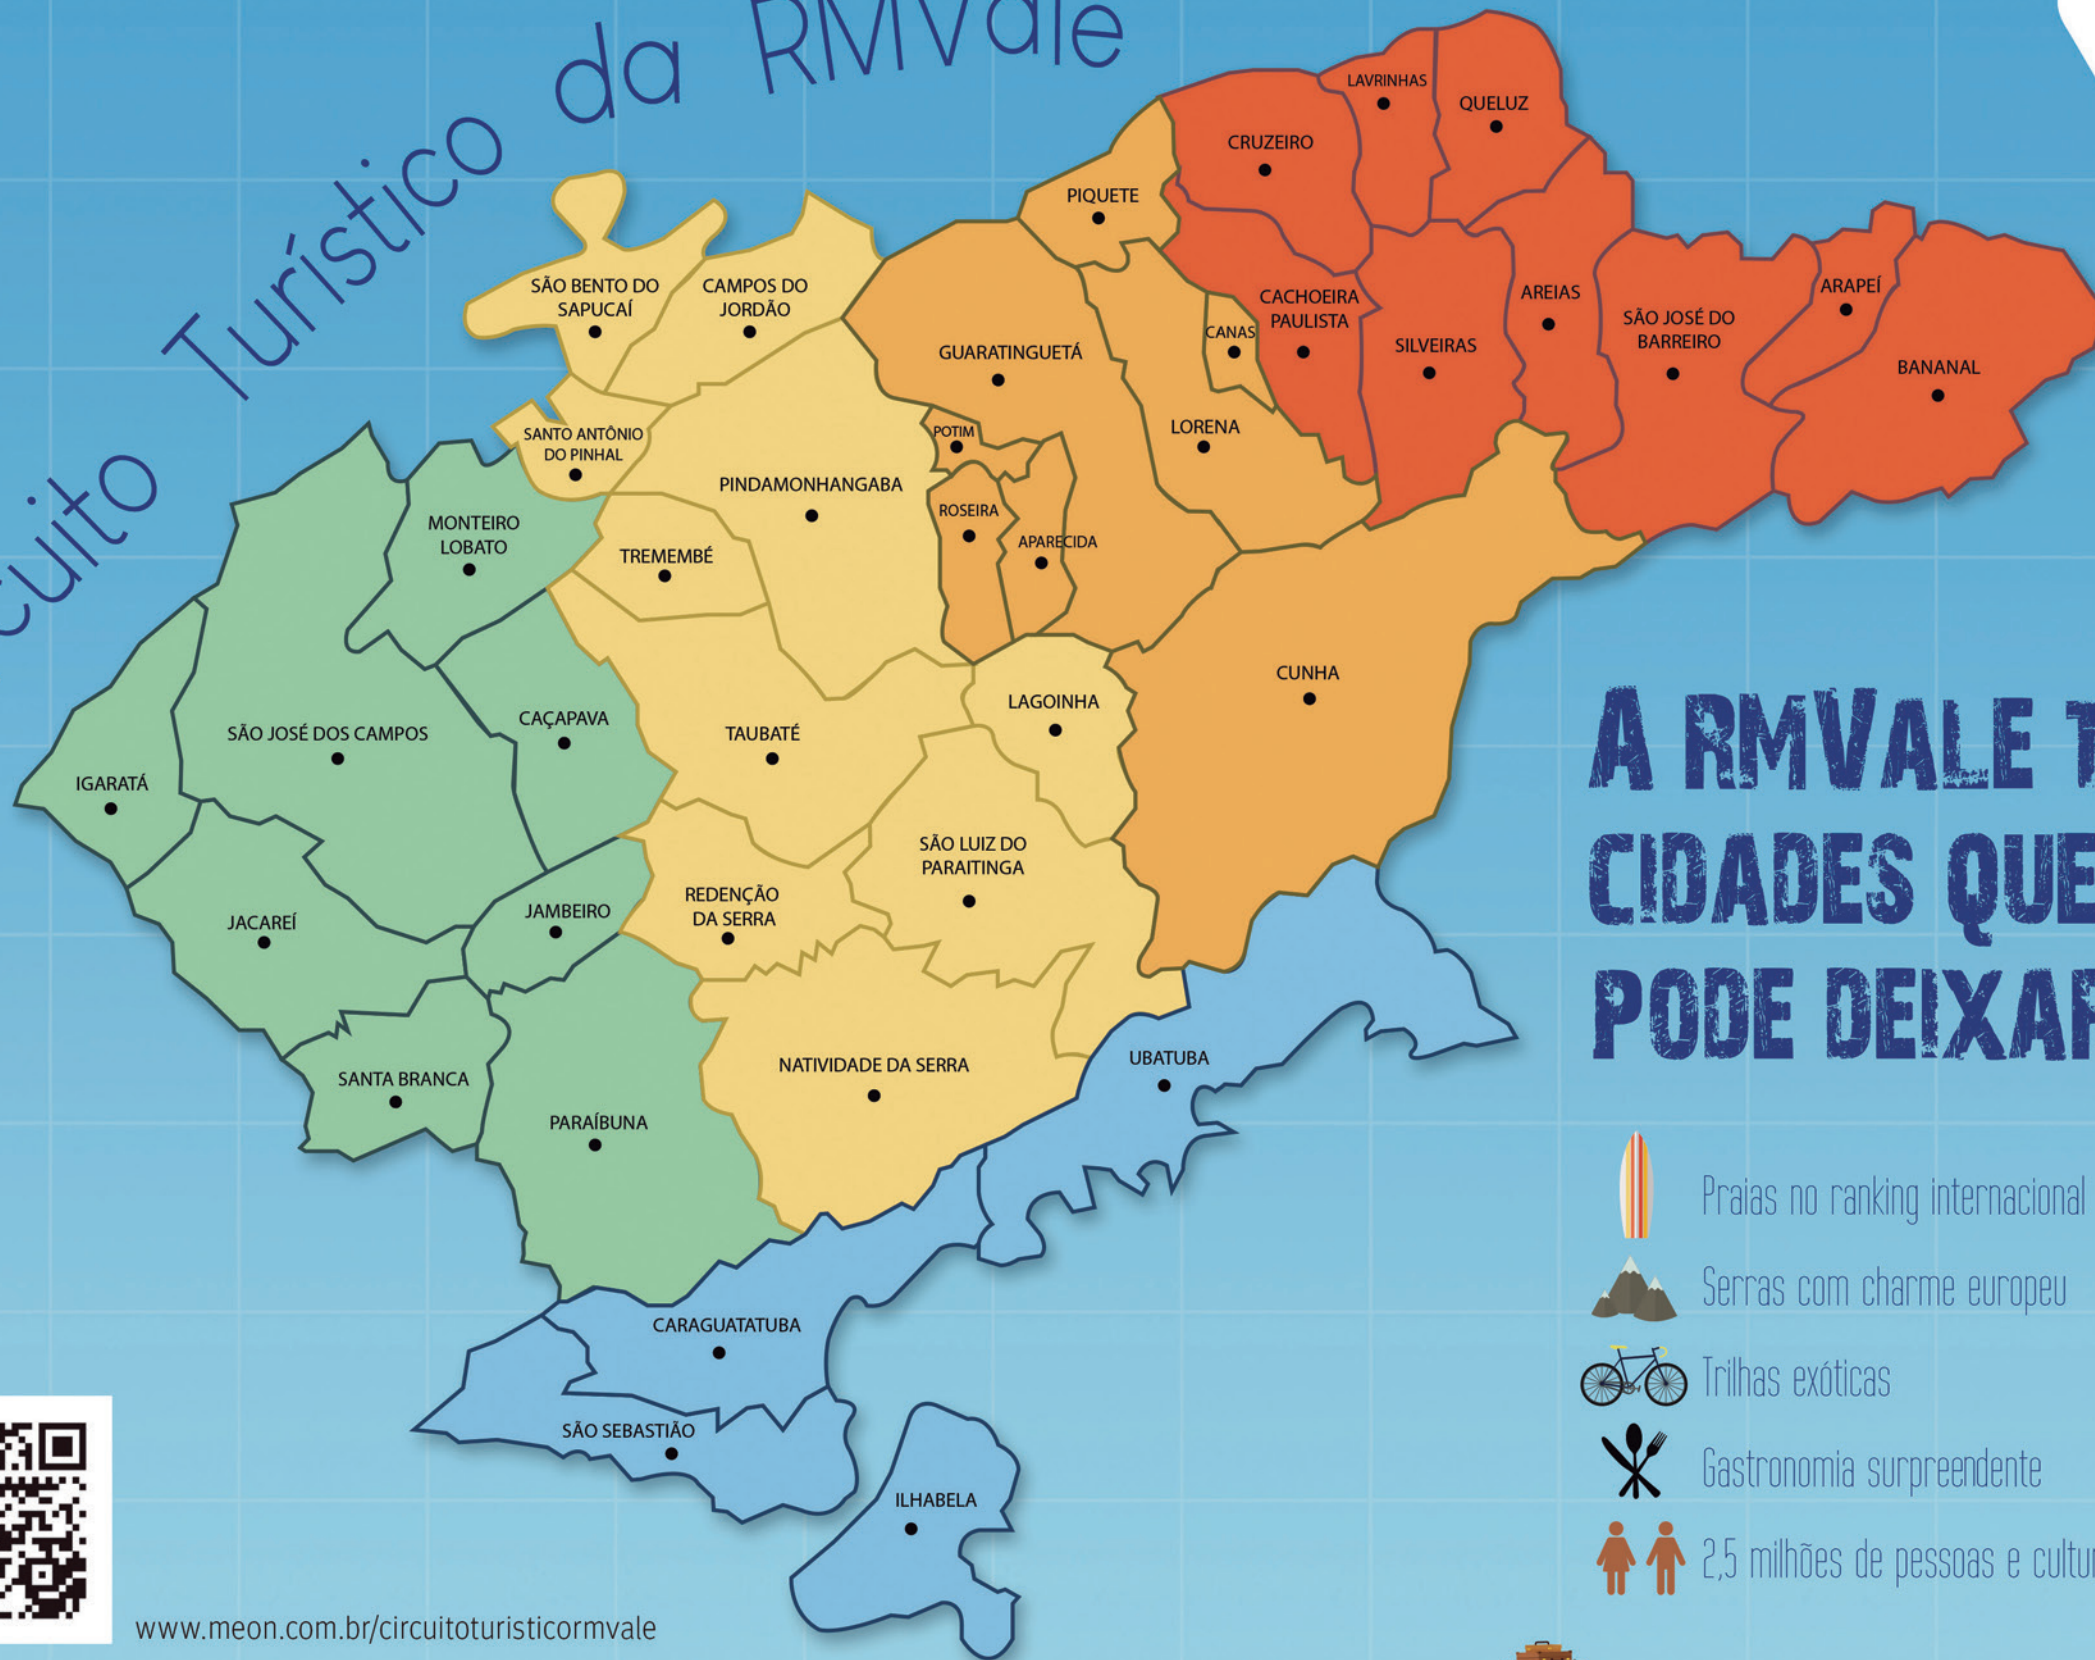 Turístico da RMVale
LAVRINHAS
QUELUZ
CRUZEIRO
PIQUETE
SÃO BENTO DO
SAPUCAÍ
CAMPOS DO
JORDÃO
CACHOEIRA
PAULISTA
CANAS
AREIAS
ARAPEÍ
SÃO JOSÉ DO
BARREIRO
SILVEIRAS
GUARATINGUETÁ
BANANAL
LORENA
POTIM
SANTO ANTÔNIO
DO PINHAL
PINDAMONHANGABA
ROSEIRA
APARECIDA
MONTEIRO
LOBATO
TREMEMBÉ
CUNHA
LAGOINHA
CAÇAPAVA
SÃO JOSÉ DOS CAMPOS
TAUBATÉ
IGARATÁ
SÃO LUIZ DO
PARAITINGA
REDENÇÃO
DA SERRA
JAMBEIRO
JACAREÍ
NATIVIDADE DA SERRA
UBATUBA
SANTA BRANCA
PARAÍBUNA
CARAGUATATUBA
SÃO SEBASTIÃO
ILHABELA
A RMVALE
CIDADES QUE
PODE DEIXAR
Praias no ranking internacional
Serras com charme europeu
Trilhas exóticas
Gastronomia surpreendente
2,5 milhões de pessoas e
www.meon.com.br/circuitoturisticormvale